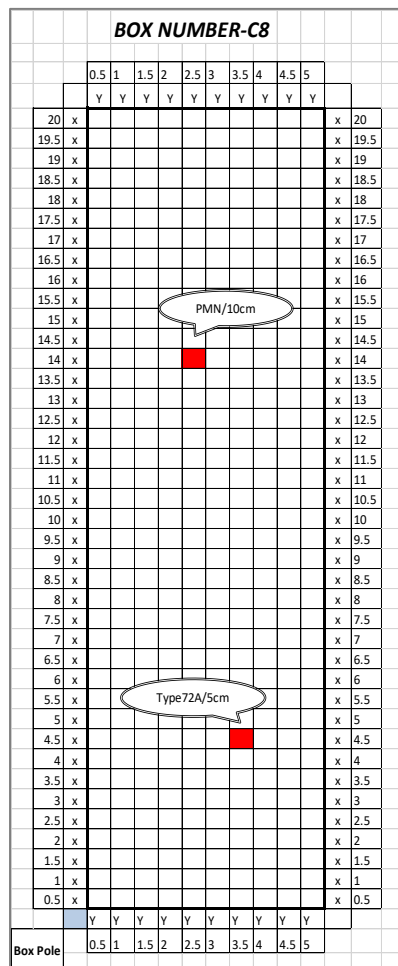 BOX NUMBER-C8
0.5 1 1.5 2 2.5 3 3.5 4 4.5 5
Y Y Y Y Y Y Y Y Y Y
20 x x 20
19.5 x x 19.5
19 x x 19
18.5 x x 18.5
18 x x 18
17.5 x x 17.5
17 x x 17
16.5 x x 16.5
16 x x 16
15.5 x x 15.5
PMN/10cm
15 x x 15
14.5 x x 14.5
14 x x 14
13.5 x x 13.5
13 x x 13
12.5 x x 12.5
12 x x 12
11.5 x x 11.5
11 x x 11
10.5 x x 10.5
10 x x 10
9.5 x x 9.5
9 x x 9
8.5 x x 8.5
8 x x 8
7.5 x x 7.5
7 x x 7
6.5 x x 6.5
6 x x 6
5.5 x Type72A/5cm x 5.5
5 x x 5
4.5 x x 4.5
4 x x 4
3.5 x x 3.5
3 x x 3
2.5 x x 2.5
2 x x 2
1.5 x x 1.5
1 x x 1
0.5 x x 0.5
Y Y Y Y Y Y Y Y Y Y
Box Pole 0.5 1 1.5 2 2.5 3 3.5 4 4.5 5